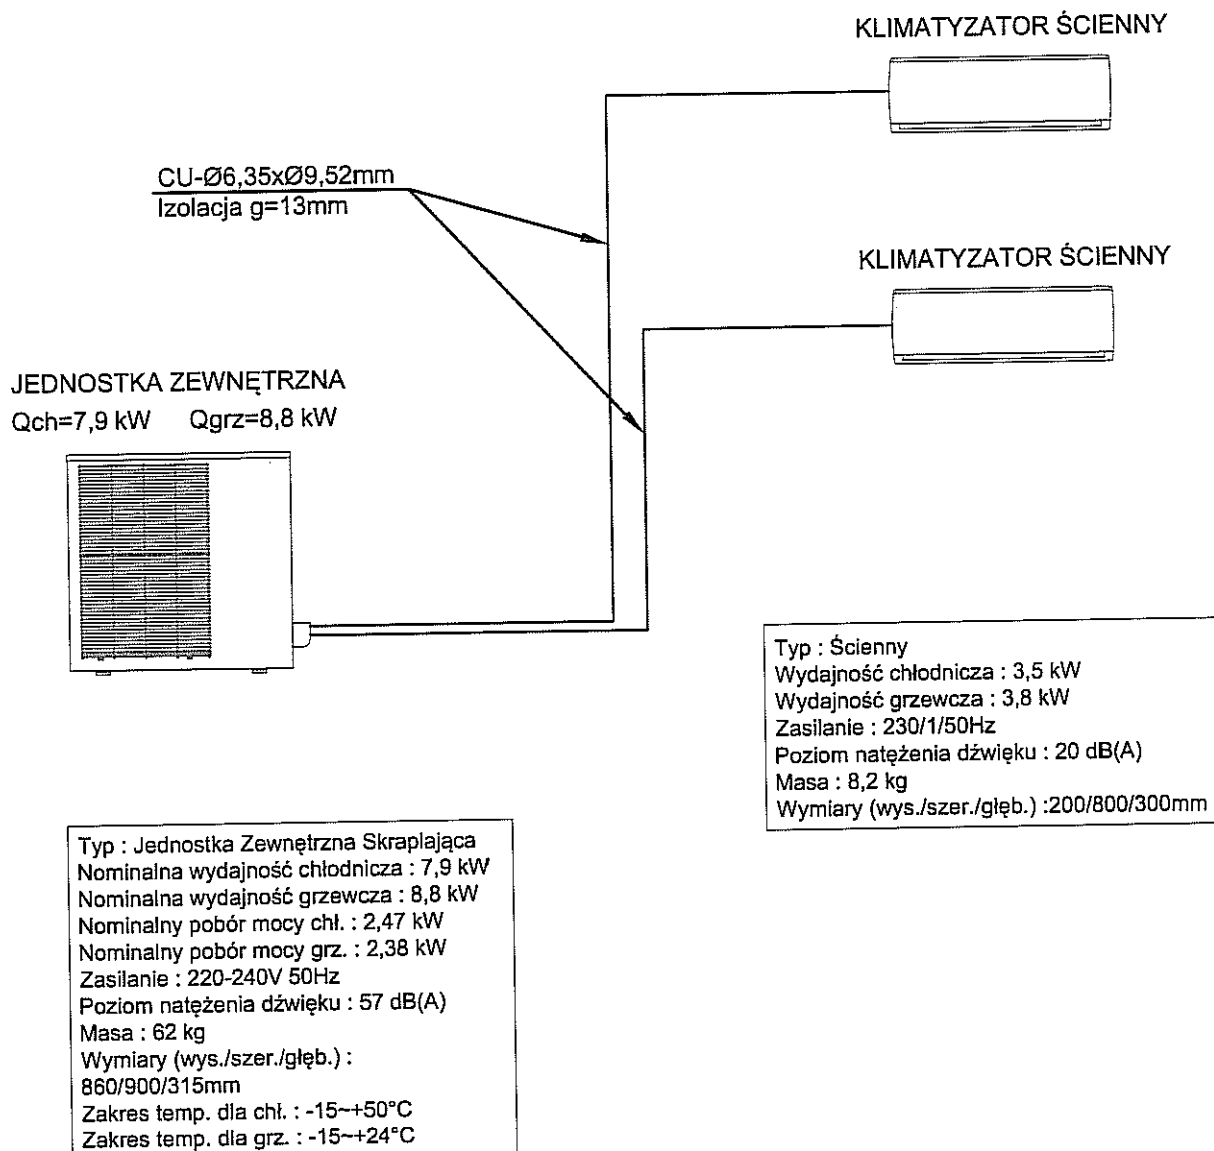 KLIMATYZATOR ŚCIENNY
CU-Ø6,35xØ9,52mm
Izolacja g=13mm
KLIMATYZATOR ŚCIENNY
JEDNOSTKA ZEWNĘTRZNA
Qch=7,9 kW Qgrz=8,8 kW
Typ : Ścienny
Wydajność chłodnicza : 3,5 kW
Wydajność grzewcza : 3,8 kW
Zasilanie : 230/1/50Hz
Poziom natężenia dźwięku : 20 dB(A)
Masa : 8,2 kg
Wymiary (wys./szer./głęb.) :200/800/300mm
Typ : Jednostka Zewnętrzna Skraplająca
Nominalna wydajność chłodnicza : 7,9 kW
Nominalna wydajność grzewcza : 8,8 kW
Nominalny pobór mocy chł. : 2,47 kW
Nominalny pobór mocy grz. : 2,38 kW
Zasilanie : 220-240V 50Hz
Poziom natężenia dźwięku : 57 dB(A)
Masa : 62 kg
Wymiary (wys./szer./głęb.) :
860/900/315mm
Zakres temp. dla chł. : -15~+50°C
Zakres temp. dla grz. : -15~+24°C